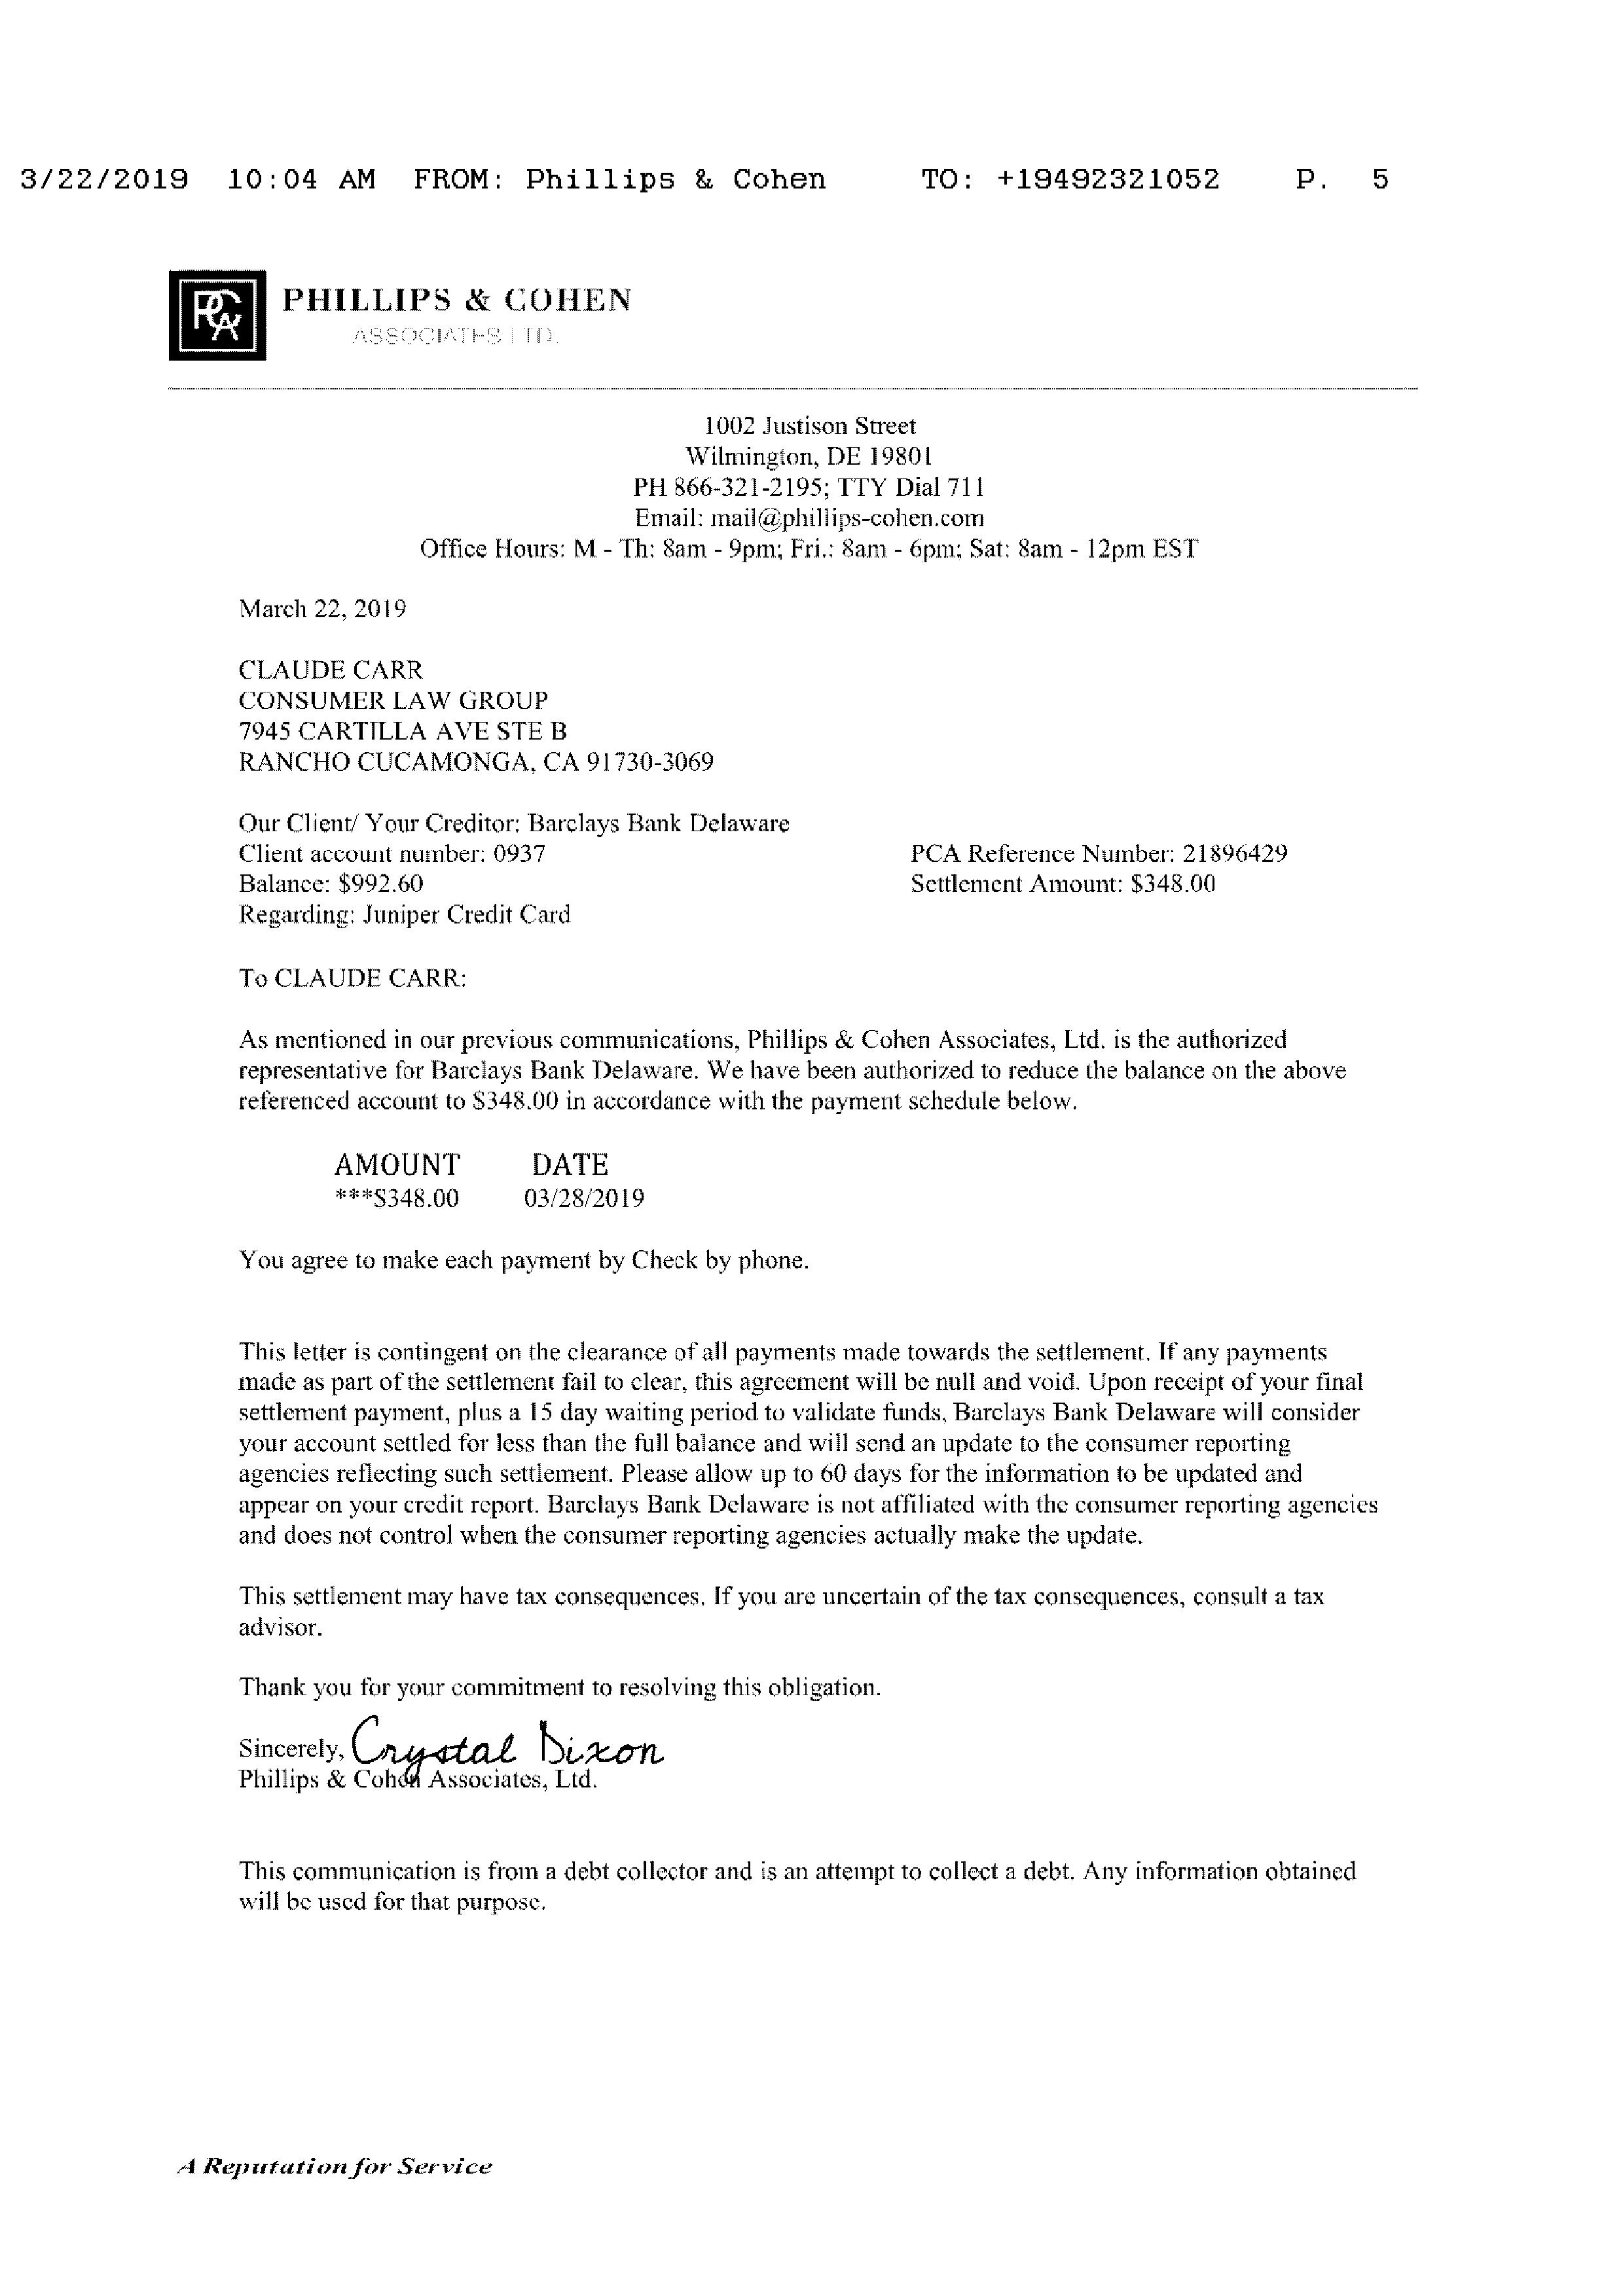 3/22/2019 10:04 AM FROM: Phillips & Cohen TO: +19492321052 P. 5
PCA
PHILLIPS & COHEN
ASSOCIATES LTD.
1002 Justison Street
Wilmington, DE 19801
PH 866-321-2195; TTY Dial 711
Email: mail@phillips-cohen.com
Office Hours: M - Th: 8am - 9pm; Fri.: 8am - 6pm; Sat: 8am - 12pm EST
March 22, 2019
CLAUDE CARR
CONSUMER LAW GROUP
7945 CARTILLA AVE STE B
RANCHO CUCAMONGA, CA 91730-3069
Our Client/ Your Creditor: Barclays Bank Delaware
Client account number: 0937 PCA Reference Number: 21896429
Balance: $992.60 Settlement Amount: $348.00
Regarding: Juniper Credit Card
To CLAUDE CARR:
As mentioned in our previous communications, Phillips & Cohen Associates, Ltd. is the authorized
representative for Barclays Bank Delaware. We have been authorized to reduce the balance on the above
referenced account to $348.00 in accordance with the payment schedule below.
AMOUNT DATE
***$348.00 03/28/2019
You agree to make each payment by Check by phone.
This letter is contingent on the clearance of all payments made towards the settlement. If any payments
made as part of the settlement fail to clear, this agreement will be null and void. Upon receipt of your final
settlement payment, plus a 15 day waiting period to validate funds, Barclays Bank Delaware will consider
your account settled for less than the full balance and will send an update to the consumer reporting
agencies reflecting such settlement. Please allow up to 60 days for the information to be updated and
appear on your credit report. Barclays Bank Delaware is not affiliated with the consumer reporting agencies
and does not control when the consumer reporting agencies actually make the update.
This settlement may have tax consequences. If you are uncertain of the tax consequences, consult a tax
advisor.
Thank you for your commitment to resolving this obligation.
Sincerely, Crystal Dixon
Phillips & Cohen Associates, Ltd.
This communication is from a debt collector and is an attempt to collect a debt. Any information obtained
will be used for that purpose.
A Reputation for Service